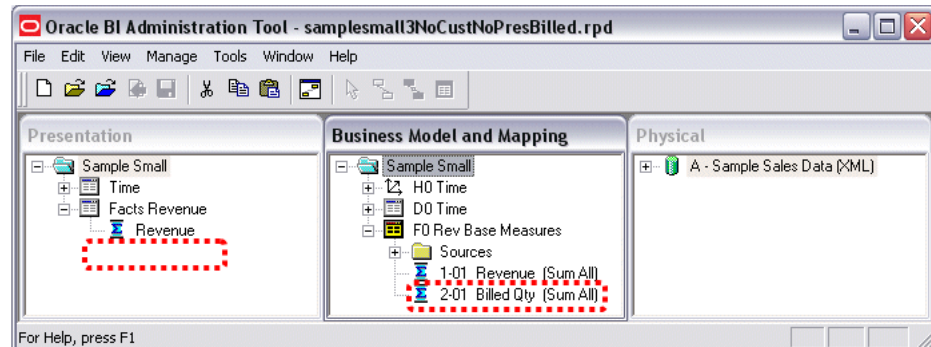 Oracle BI Administration Tool - samplesmall3NoCustNoPresBilled.rpd
File Edit View Manage Tools Window Help
Presentation
Sample Small
Time
Facts Revenue
Revenue
Business Model and Mapping
Sample Small
H0 Time
D0 Time
F0 Rev Base Measures
Sources
1-01 Revenue (Sum All)
2-01 Billed Qty (Sum All)
Physical
A - Sample Sales Data (XML)
For Help, press F1